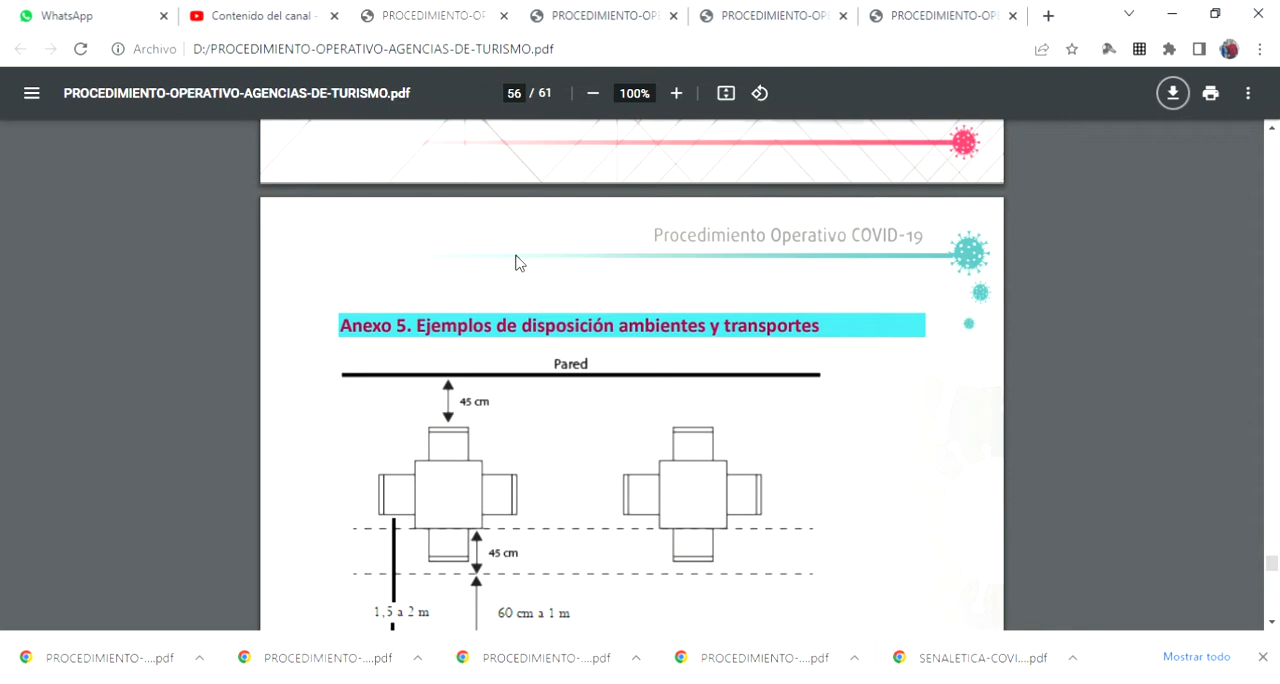 WhatsApp
Contenido del canal -
PROCEDIMIENTO-OP
PROCEDIMIENTO-OPE
PROCEDIMIENTO-OPE
PROCEDIMIENTO-OPE
Archivo | D:/PROCEDIMIENTO-OPERATIVO-AGENCIAS-DE-TURISMO.pdf
PROCEDIMIENTO-OPERATIVO-AGENCIAS-DE-TURISMO.pdf 56 / 61 100%
Procedimiento Operativo COVID-19
Anexo 5. Ejemplos de disposición ambientes y transportes
Pared
45 cm
45 cm
1,5 a 2 m
60 cm a 1 m
PROCEDIMIENTO-....pdf
PROCEDIMIENTO-....pdf
PROCEDIMIENTO-....pdf
PROCEDIMIENTO-....pdf
SENALETICA-COVI....pdf
Mostrar todo